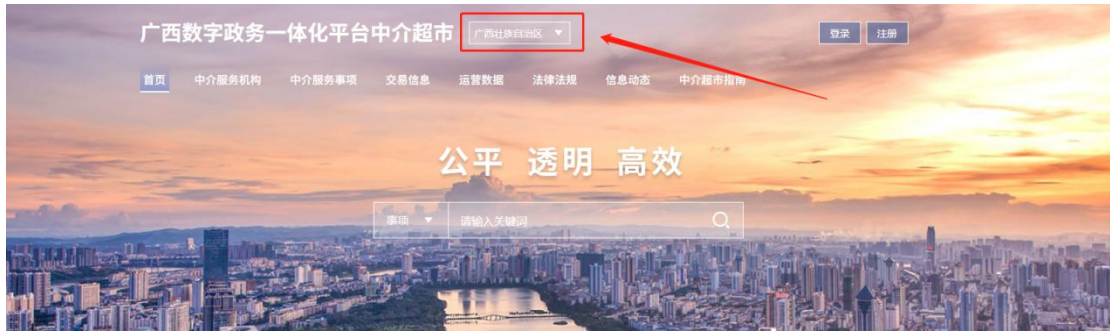 广西数字政务一体化平台中介超市 广西壮族自治区 登录 注册
首页 中介服务机构 中介服务事项 交易信息 运营数据 法律法规 信息动态 中介超市指南
公平 透明 高效
事项 请输入关键词